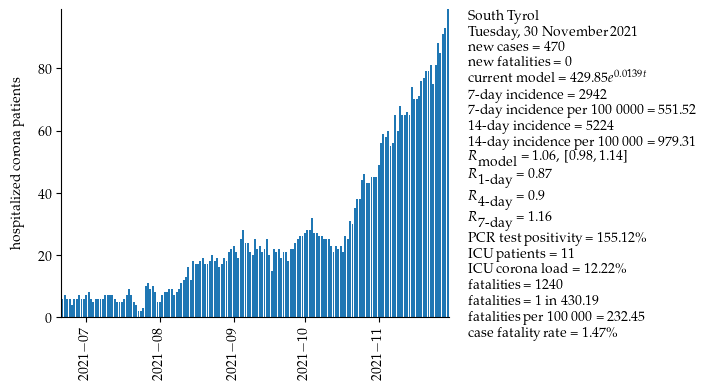 hospitalized corona patients
80
60
40
20
0
2021−07
2021−08
2021−09
2021−10
2021−11
South Tyrol
Tuesday, 30 November 2021
new cases = 470
new fatalities = 0
current model = 429.85e^0.0139t
7-day incidence = 2942
7-day incidence per 100 0000 = 551.52
14-day incidence = 5224
14-day incidence per 100 000 = 979.31
R_model = 1.06, [0.98, 1.14]
R_1-day = 0.87
R_4-day = 0.9
R_7-day = 1.16
PCR test positivity = 155.12%
ICU patients = 11
ICU corona load = 12.22%
fatalities = 1240
fatalities = 1 in 430.19
fatalities per 100 000 = 232.45
case fatality rate = 1.47%